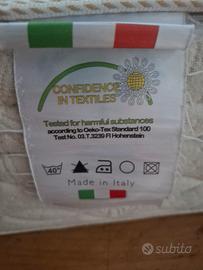 CONFIDENCE
IN TEXTILES
Tested for harmful substances
according to Oeko-Tex Standard 100
Test No. 03.T.3239 FI Hohenstein
40°
Made in Italy
subito